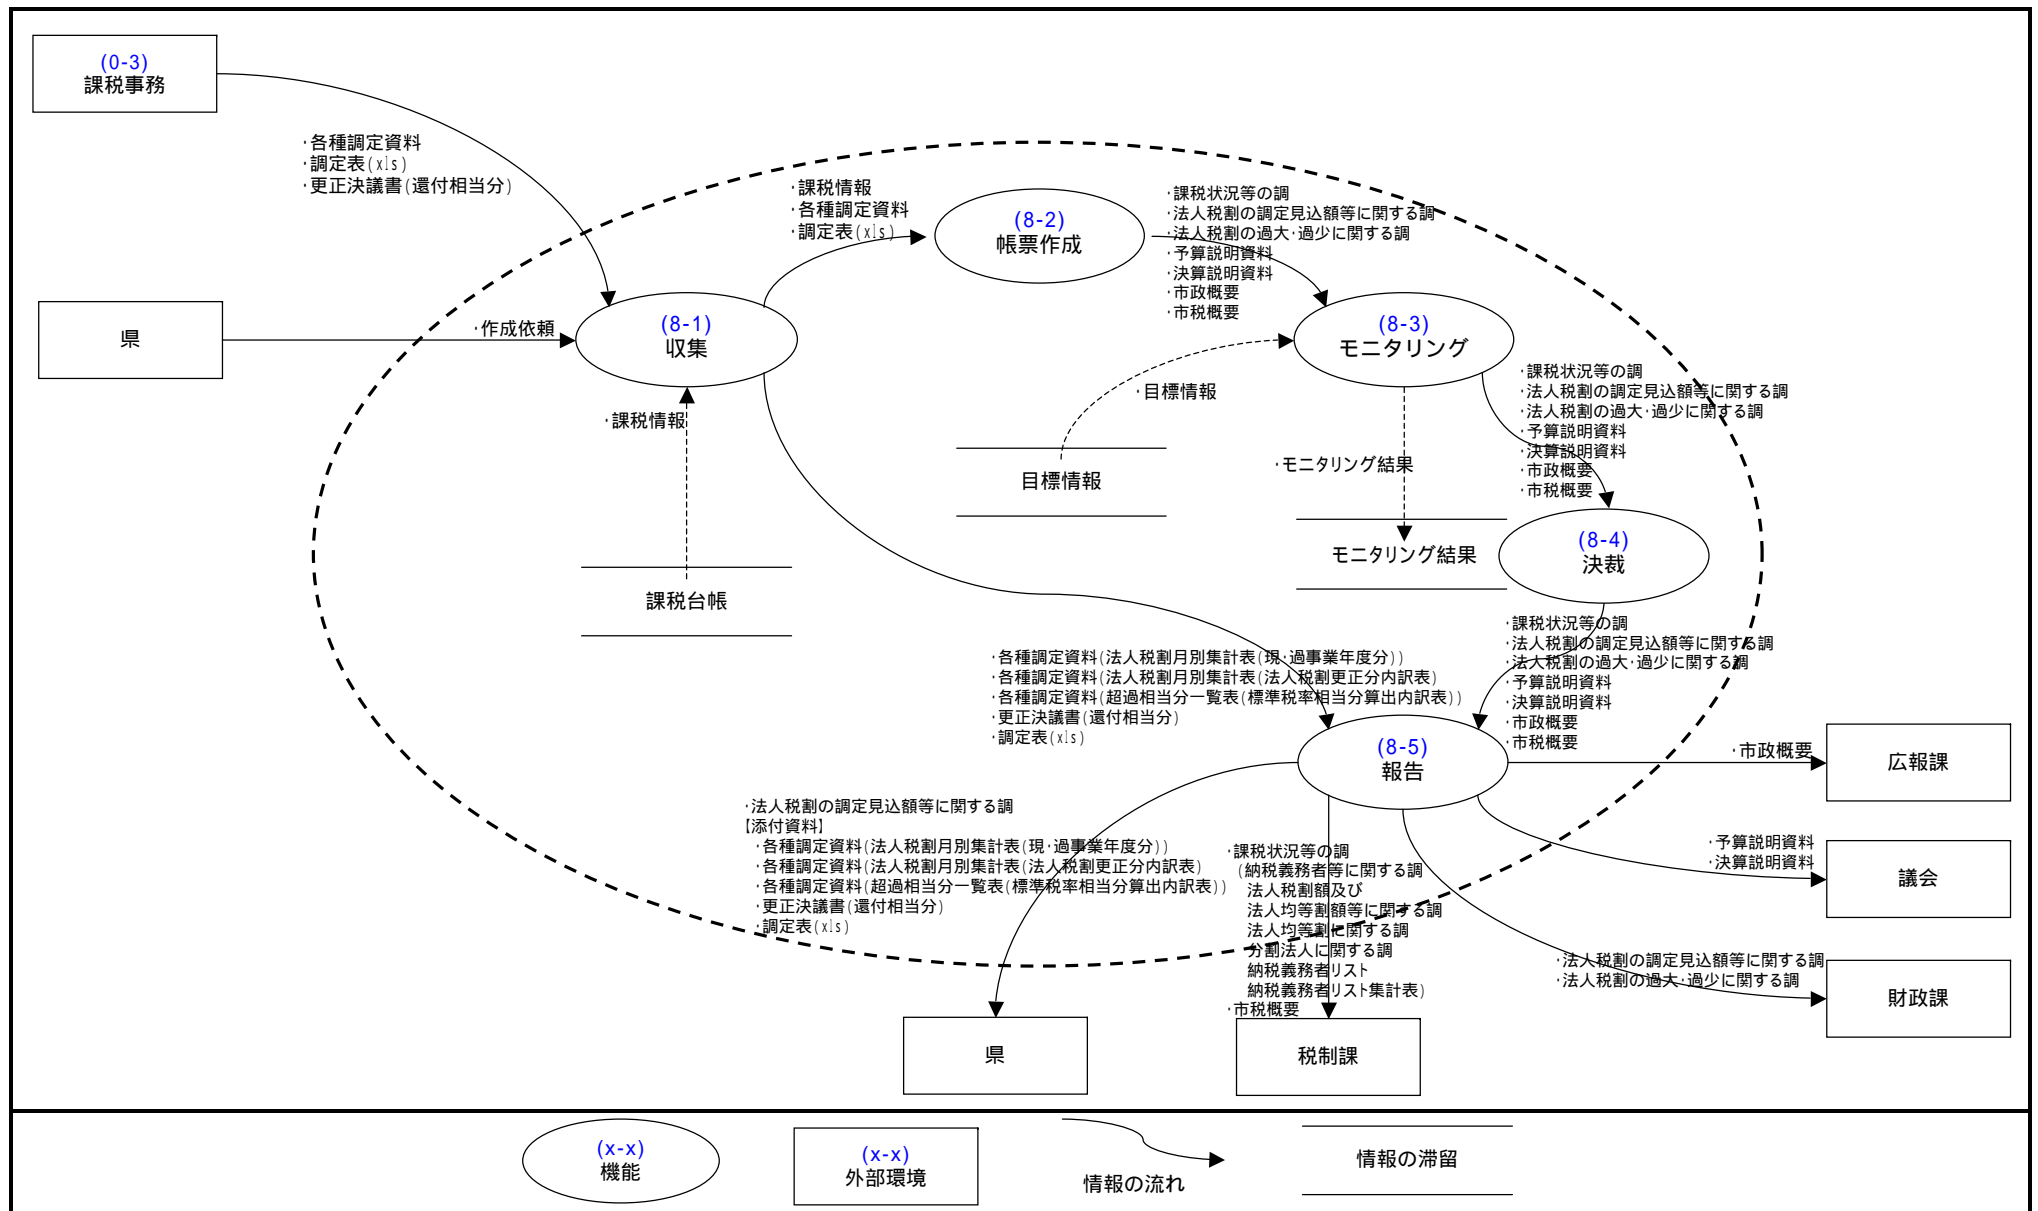 (0-3)
課税事務
・各種調定資料
・調定表(xls)
・更正決議書(還付相当分)
県
・作成依頼
(8-1)
収集
・課税情報
課税台帳
・課税情報
・各種調定資料
・調定表(xls)
(8-2)
帳票作成
・課税状況等の調
・法人税割の調定見込額等に関する調
・法人税割の過大・過少に関する調
・予算説明資料
・決算説明資料
・市政概要
・市税概要
(8-3)
モニタリング
・目標情報
目標情報
・モニタリング結果
モニタリング結果
・課税状況等の調
・法人税割の調定見込額等に関する調
・法人税割の過大・過少に関する調
・予算説明資料
・決算説明資料
・市政概要
・市税概要
(8-4)
決裁
・課税状況等の調
・法人税割の調定見込額等に関する調
・法人税割の過大・過少に関する調
・予算説明資料
・決算説明資料
・市政概要
・市税概要
・各種調定資料(法人税割月別集計表(現・過事業年度分))
・各種調定資料(法人税割月別集計表(法人税割更正分内訳表)
・各種調定資料(超過相当分一覧表(標準税率相当分算出内訳表))
・更正決議書(還付相当分)
・調定表(xls)
(8-5)
報告
・市政概要
広報課
・予算説明資料
・決算説明資料
議会
・法人税割の調定見込額等に関する調
・法人税割の過大・過少に関する調
財政課
・法人税割の調定見込額等に関する調
【添付資料】
・各種調定資料(法人税割月別集計表(現・過事業年度分))
・各種調定資料(法人税割月別集計表(法人税割更正分内訳表)
・各種調定資料(超過相当分一覧表(標準税率相当分算出内訳表))
・更正決議書(還付相当分)
・調定表(xls)
県
・課税状況等の調
(納税義務者等に関する調
法人税割額及び
法人均等割額等に関する調
法人均等割に関する調
分割法人に関する調
納税義務者リスト
納税義務者リスト集計表)
・市税概要
税制課
(x-x)
機能
(x-x)
外部環境
情報の流れ
情報の滞留